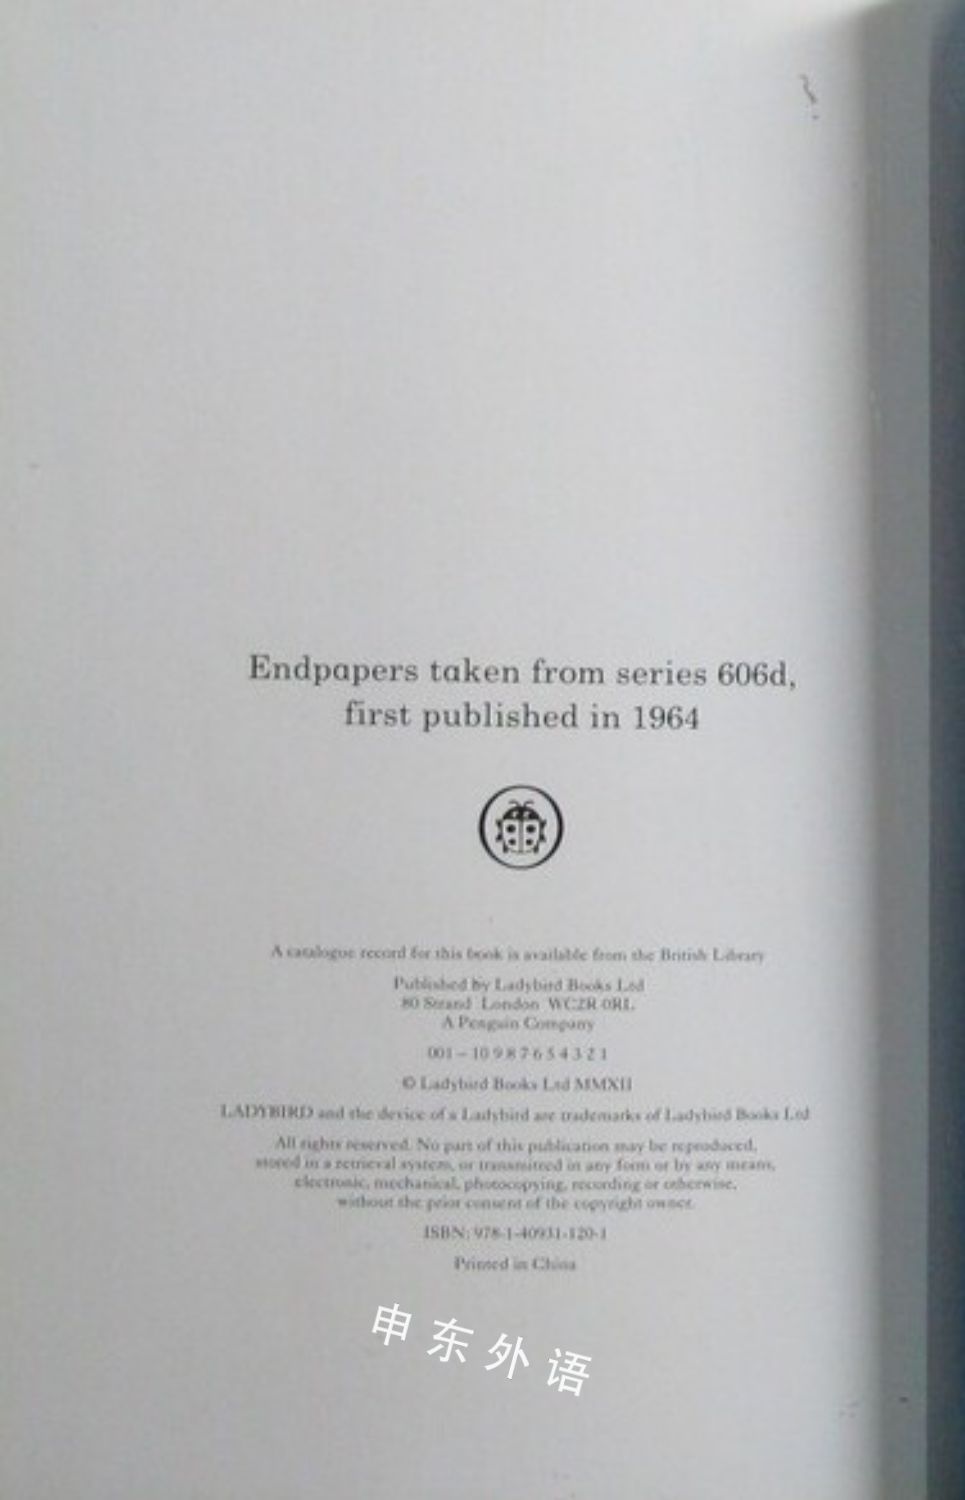 Endpapers taken from series 606d,
first published in 1964
A catalogue record for this book is available from the British Library
Published by Ladybird Books Ltd
80 Strand London WC2R 0RL
A Penguin Company
001 – 10 9 8 7 6 5 4 3 2 1
© Ladybird Books Ltd MMXII
LADYBIRD and the device of a Ladybird are trademarks of Ladybird Books Ltd
All rights reserved. No part of this publication may be reproduced,
stored in a retrieval system, or transmitted in any form or by any means,
electronic, mechanical, photocopying, recording or otherwise,
without the prior consent of the copyright owner.
ISBN: 978-1-40931-120-1
Printed in China
申东外语